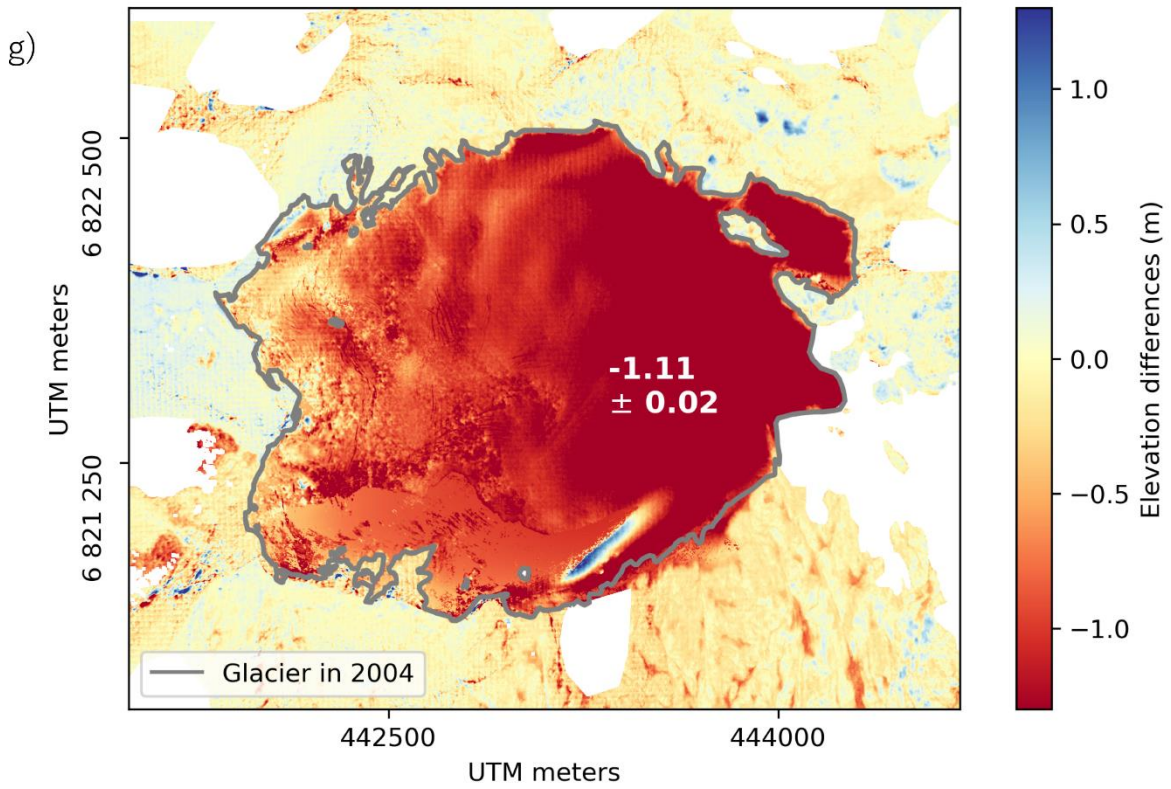 g)
6 822 500
6 821 250
UTM meters
-1.11
± 0.02
Glacier in 2004
442500
444000
UTM meters
1.0
0.5
0.0
−0.5
−1.0
Elevation differences (m)